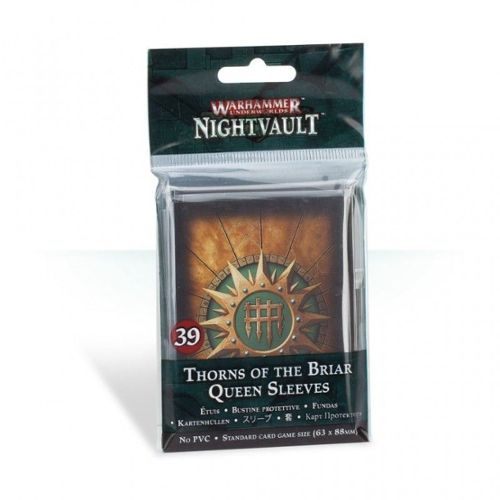 WARHAMMER
UNDERWORLDS
NIGHTVAULT
39
THORNS OF THE BRIAR
QUEEN SLEEVES
ÉTUIS • BUSTINE PROTETTIVE • FUNDAS
• KARTENHÜLLEN • スリーブ • 套 • Карт Протектор
NO PVC • STANDARD CARD GAME SIZE (63 X 88MM)